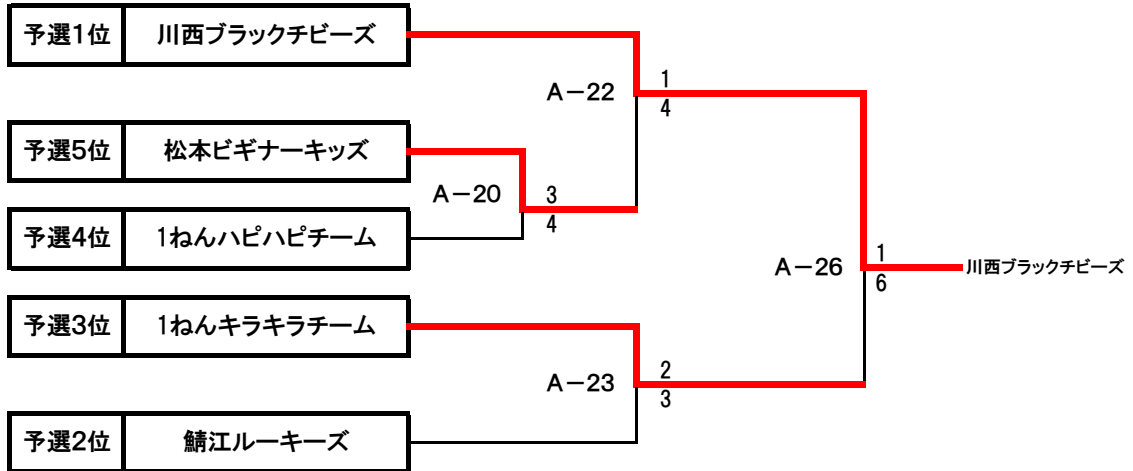 予選1位 川西ブラックチビーズ
A－22
1
4
予選5位 松本ビギナーキッズ
A－20
3
4
予選4位 1ねんハピハピチーム
A－26
1
6
川西ブラックチビーズ
予選3位 1ねんキラキラチーム
A－23
2
3
予選2位 鯖江ルーキーズ